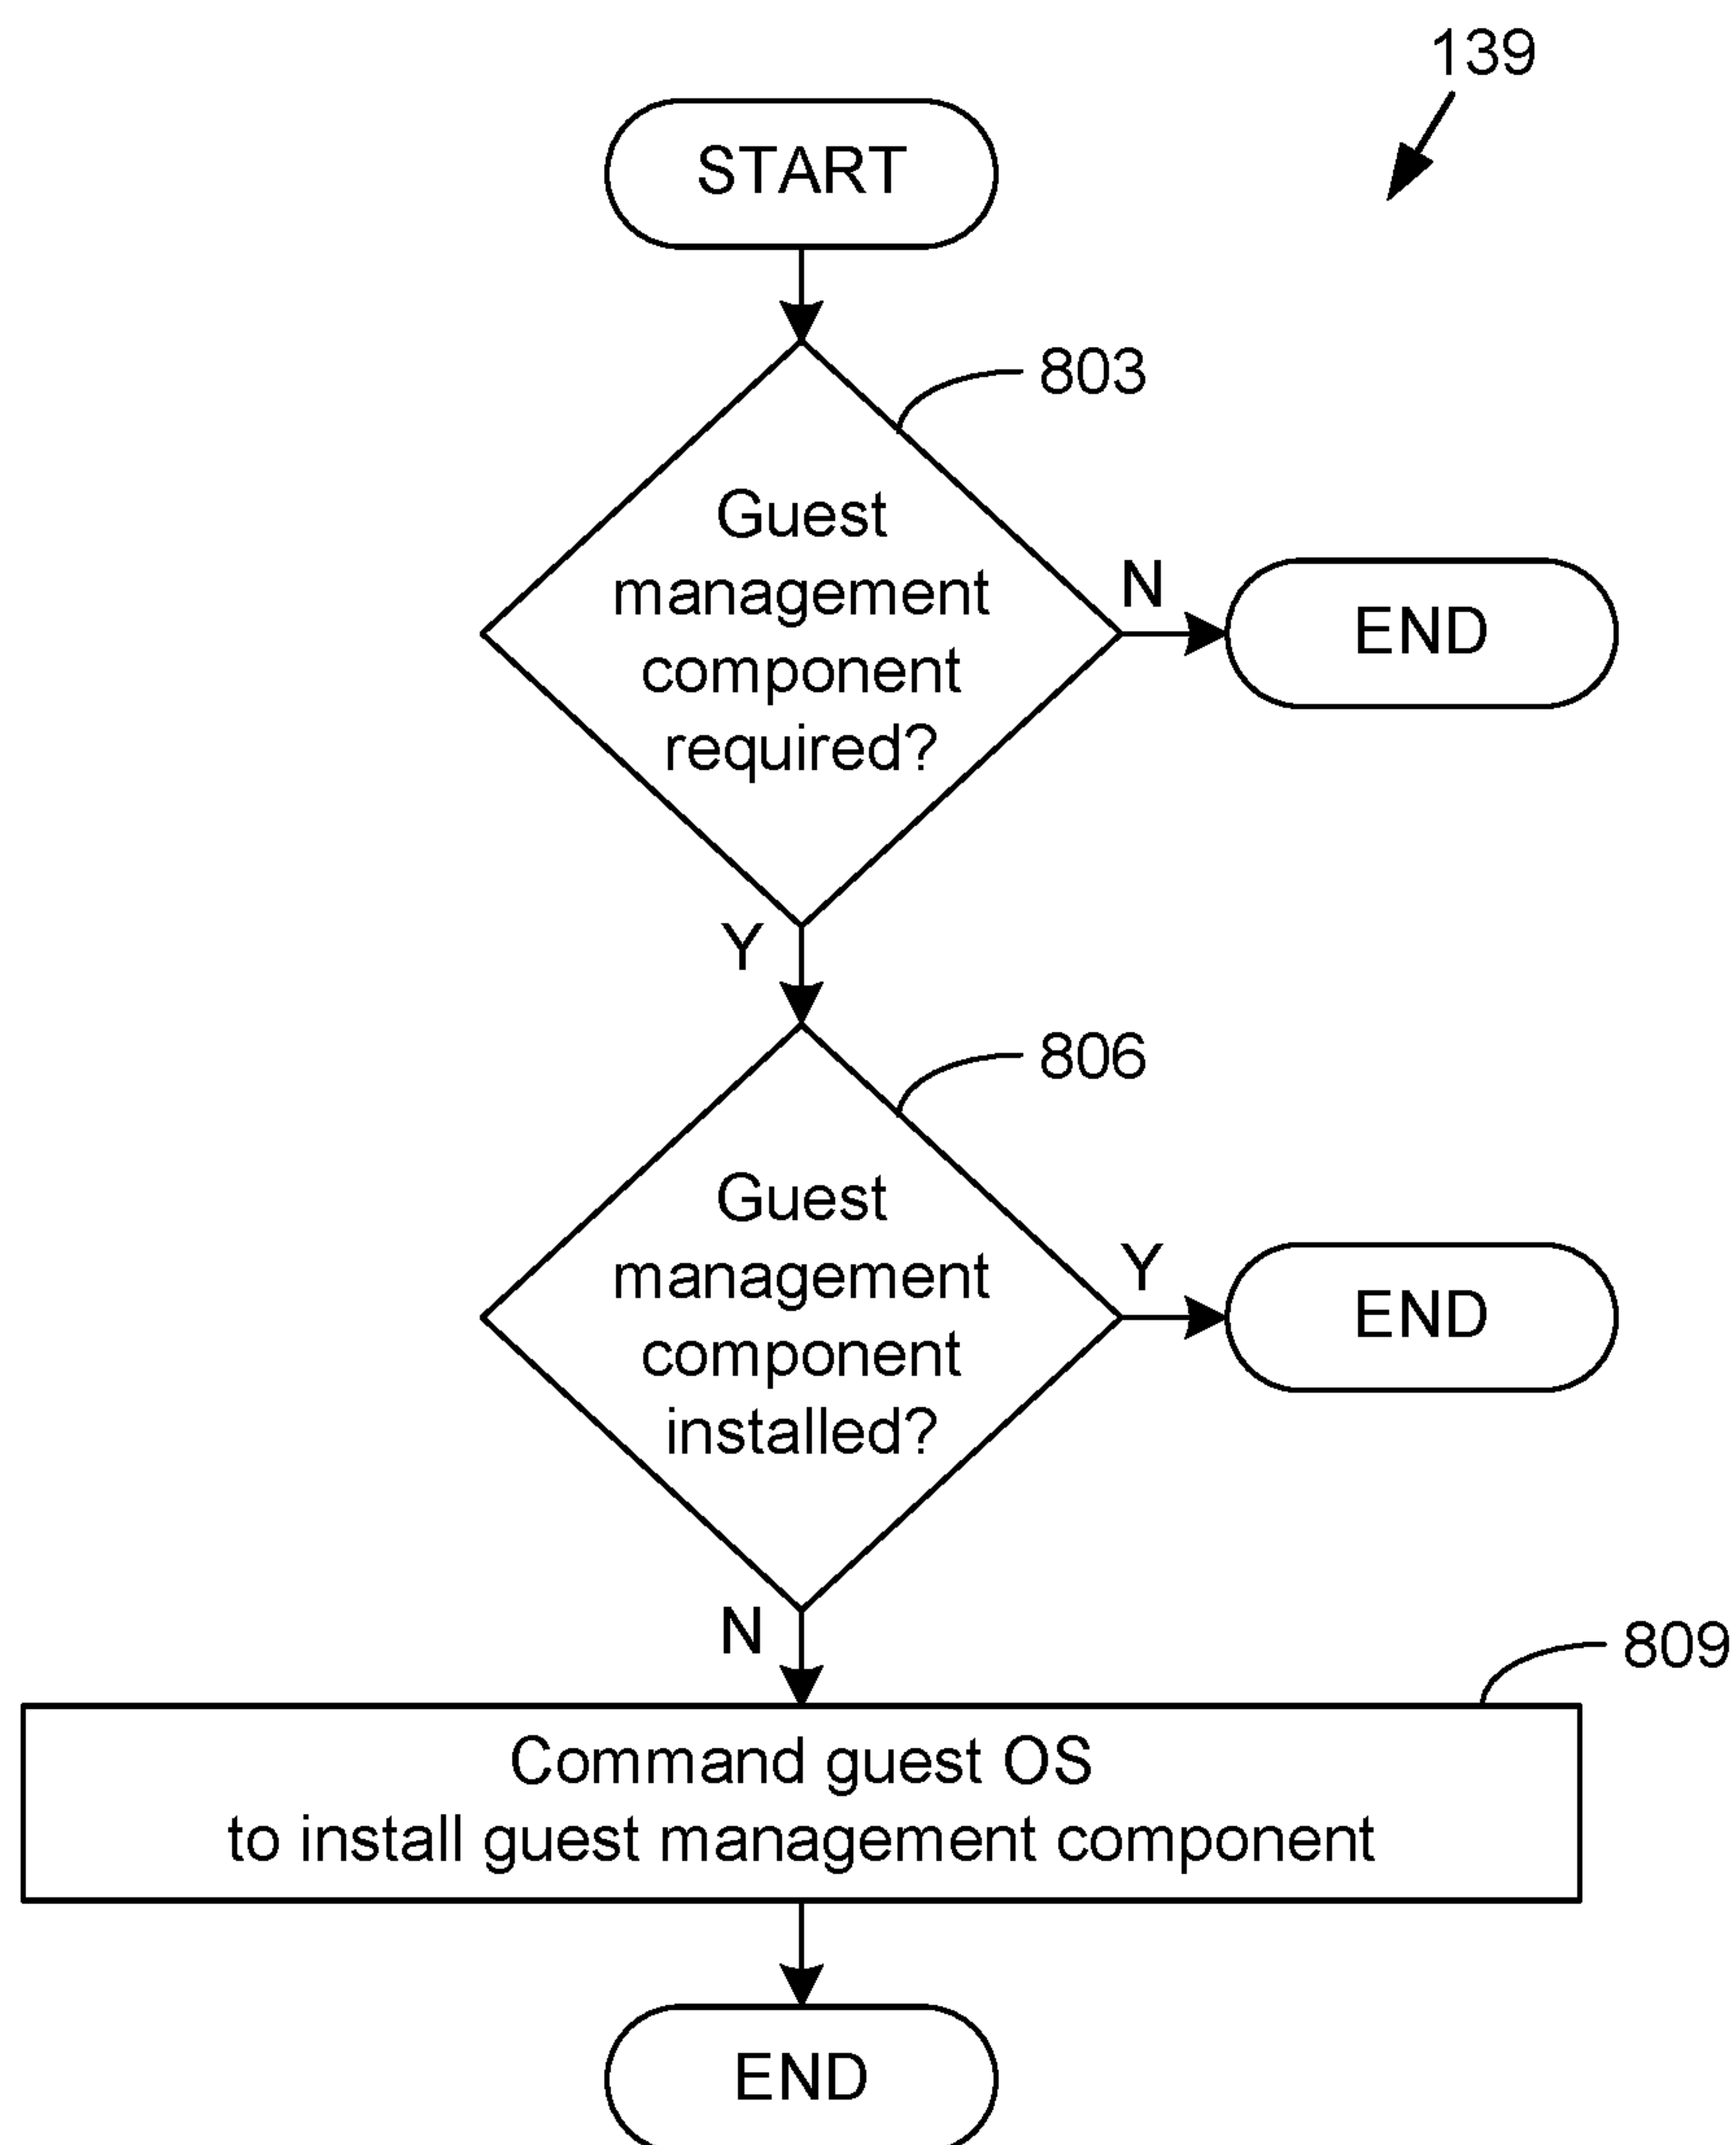 139
START
803
Guest
management
component
required?
N
END
Y
806
Guest
management
component
installed?
Y
END
N
809
Command guest OS
to install guest management component
END